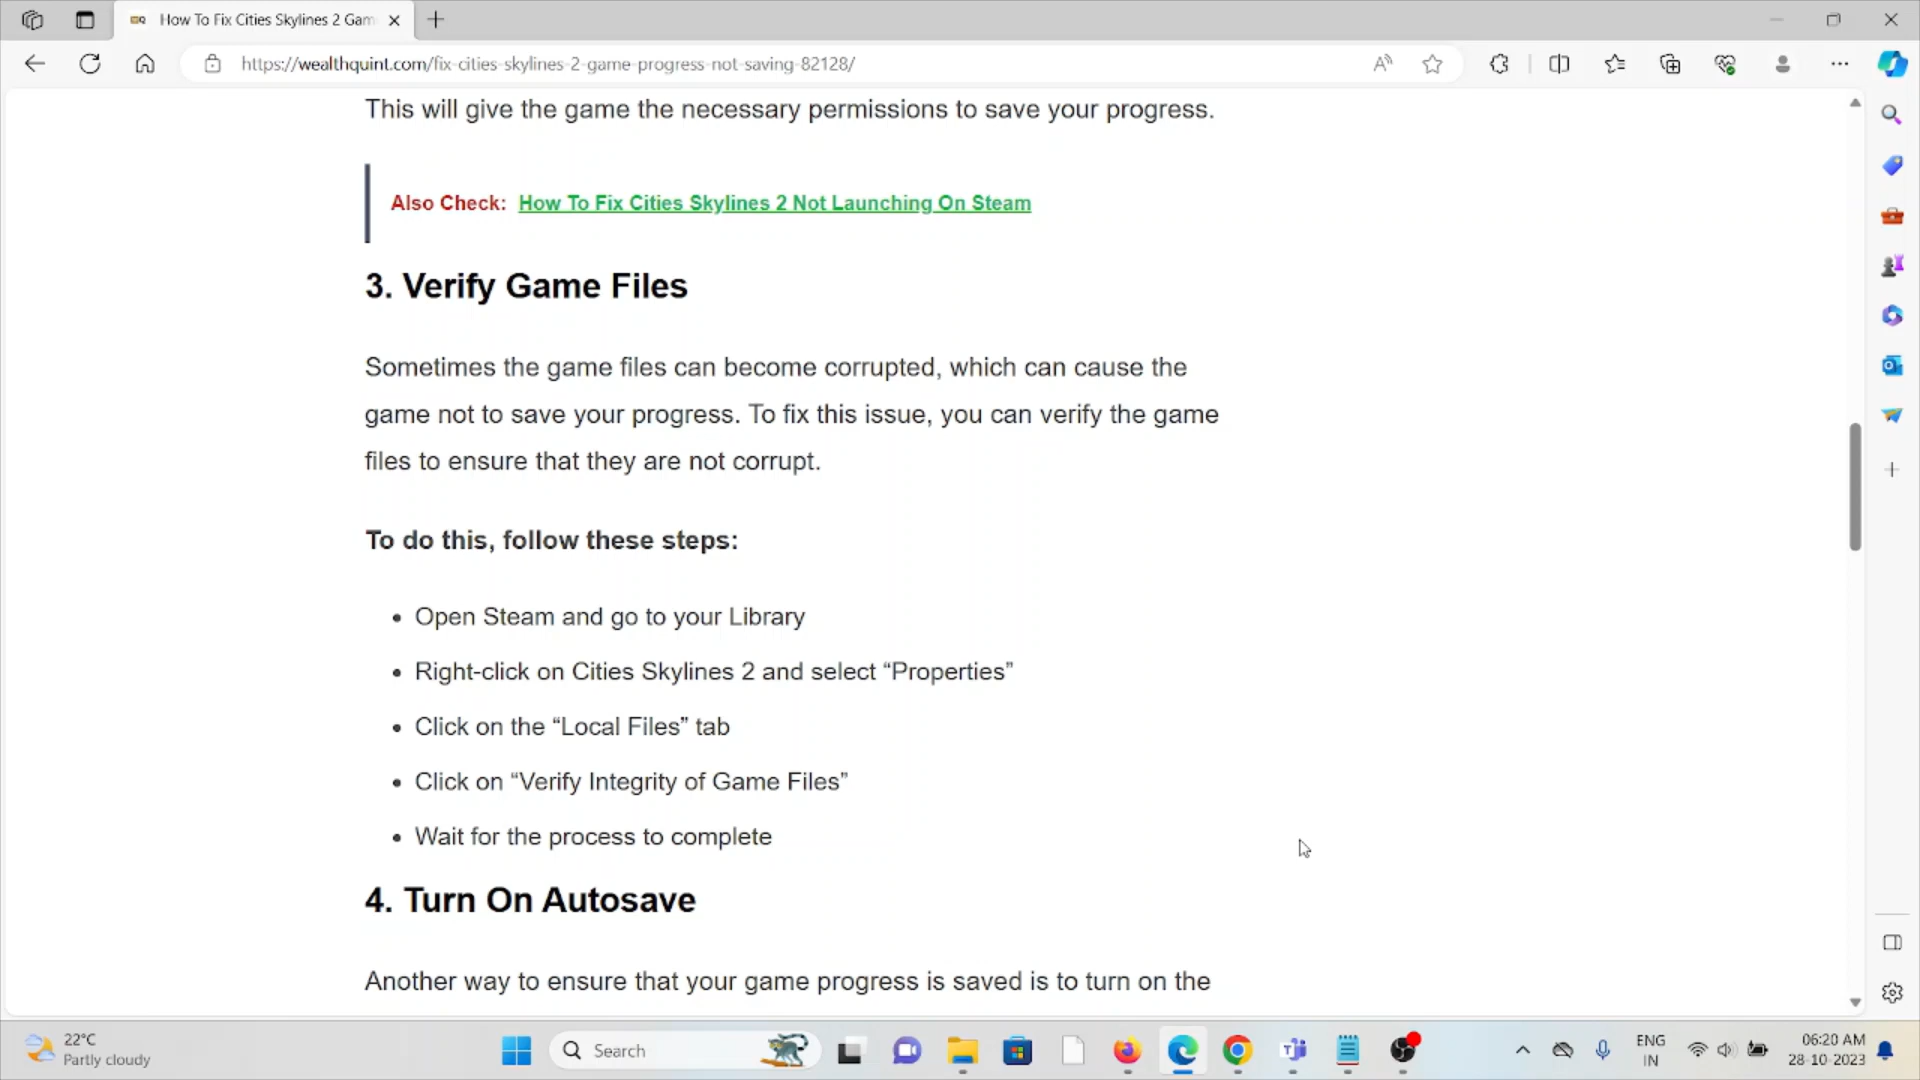 How To Fix Cities Skylines 2 Gam
https://wealthquint.com/fix-cities-skylines-2-game-progress-not-saving-82128/
This will give the game the necessary permissions to save your progress.
Also Check: How To Fix Cities Skylines 2 Not Launching On Steam
3. Verify Game Files
Sometimes the game files can become corrupted, which can cause the
game not to save your progress. To fix this issue, you can verify the game
files to ensure that they are not corrupt.
To do this, follow these steps:
• Open Steam and go to your Library
• Right-click on Cities Skylines 2 and select “Properties”
• Click on the “Local Files” tab
• Click on “Verify Integrity of Game Files”
• Wait for the process to complete
4. Turn On Autosave
Another way to ensure that your game progress is saved is to turn on the
22°C
Partly cloudy
Search
ENG
IN
06:20 AM
28-10-2023